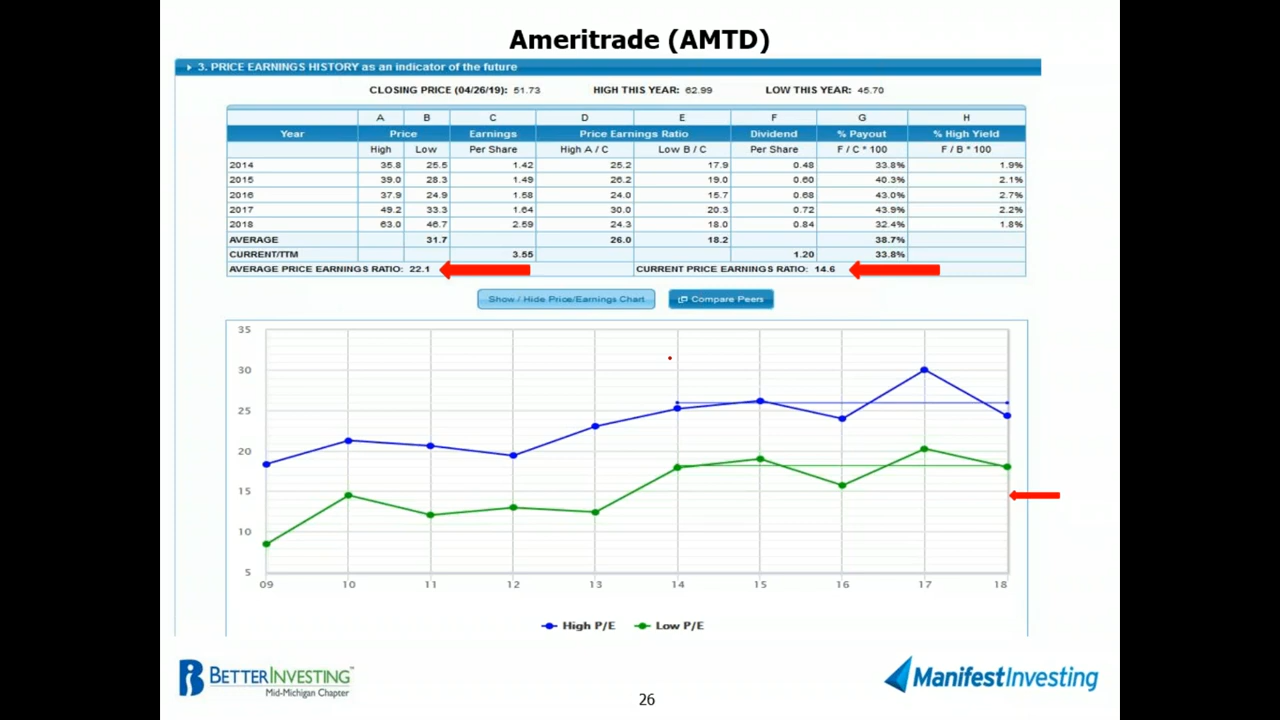 Ameritrade (AMTD)
3. PRICE EARNINGS HISTORY as an indicator of the future
CLOSING PRICE (04/26/19): 51.73 HIGH THIS YEAR: 62.99 LOW THIS YEAR: 45.70
A B C D E F G H
Year Price Earnings Price Earnings Ratio Dividend % Payout % High Yield
High Low Per Share High A / C Low B / C Per Share F / C * 100 F / B * 100
2014 35.8 25.5 1.42 25.2 17.9 0.48 33.8% 1.9%
2015 39.0 28.3 1.49 26.2 19.0 0.60 40.3% 2.1%
2016 37.9 24.9 1.58 24.0 15.7 0.68 43.0% 2.7%
2017 49.2 33.3 1.64 30.0 20.3 0.72 43.9% 2.2%
2018 63.0 46.7 2.59 24.3 18.0 0.84 32.4% 1.8%
AVERAGE 31.7 26.0 18.2 38.7%
CURRENT/TTM 3.55 1.20 33.8%
AVERAGE PRICE EARNINGS RATIO: 22.1 CURRENT PRICE EARNINGS RATIO: 14.6
Show / Hide Price/Earnings Chart Compare Peers
35
30
25
20
15
10
5
09 10 11 12 13 14 15 16 17 18
High P/E Low P/E
BETTERINVESTING™
Mid-Michigan Chapter
ManifestInvesting
26